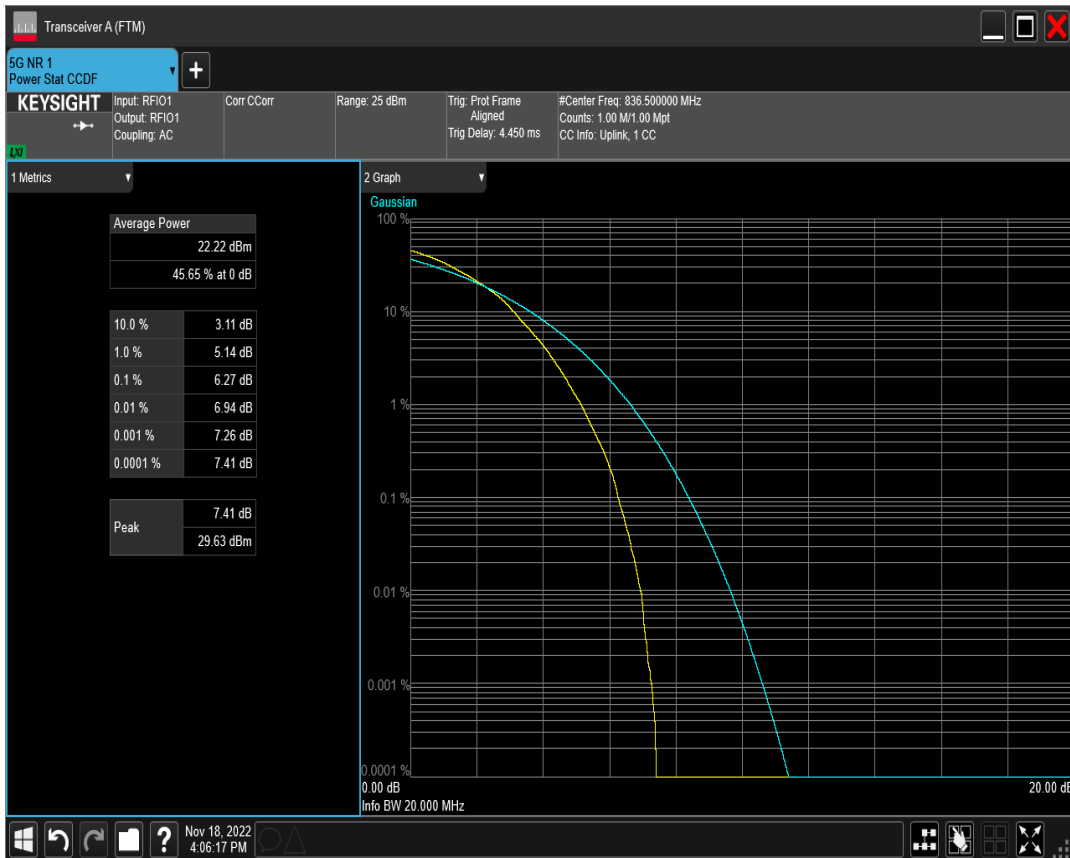 Transceiver A (FTM)
5G NR 1
Power Stat CCDF
+
KEYSIGHT
LXI
Input: RFIO1
Output: RFIO1
Coupling: AC
Corr CCorr
Range: 25 dBm
Trig: Prot Frame
Aligned
Trig Delay: 4.450 ms
#Center Freq: 836.500000 MHz
Counts: 1.00 M/1.00 Mpt
CC Info: Uplink, 1 CC
1 Metrics
Average Power
22.22 dBm
45.65 % at 0 dB
10.0 % 3.11 dB
1.0 % 5.14 dB
0.1 % 6.27 dB
0.01 % 6.94 dB
0.001 % 7.26 dB
0.0001 % 7.41 dB
Peak
7.41 dB
29.63 dBm
2 Graph
Gaussian
100 %
10 %
1 %
0.1 %
0.01 %
0.001 %
0.0001 %
0.00 dB 20.00 dB
Info BW 20.000 MHz
?
Nov 18, 2022
4:06:17 PM